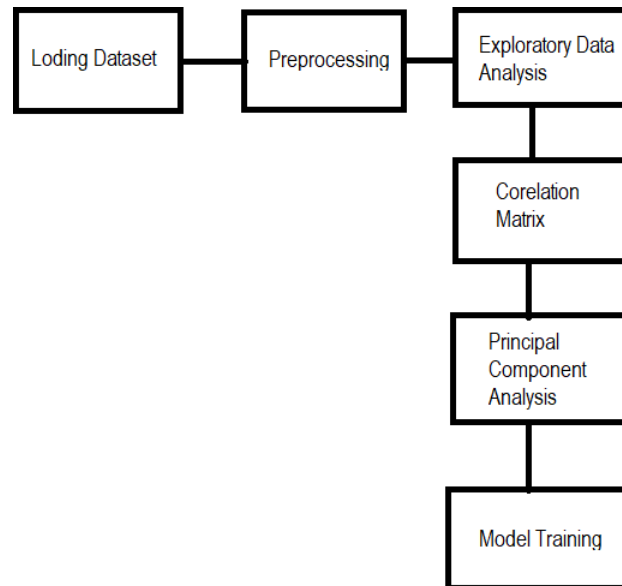 Loding Dataset
Preprocessing
Exploratory Data
Analysis
Corelation
Matrix
Principal
Component
Analysis
Model Training